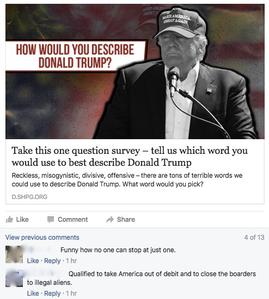 MAKE AMERICA
GREAT AGAIN
HOW WOULD YOU DESCRIBE
DONALD TRUMP?
Take this one question survey – tell us which word you
would use to best describe Donald Trump
Reckless, misogynistic, divisive, offensive – there are tons of terrible words we
could use to describe Donald Trump. What word would you pick?
D.SHPG.ORG
Like Comment Share
View previous comments 4 of 13
Funny how no one can stop at just one.
Like · Reply · 1 hr
Qualified to take America out of debit and to close the boarders
to illegal aliens.
Like · Reply · 1 hr